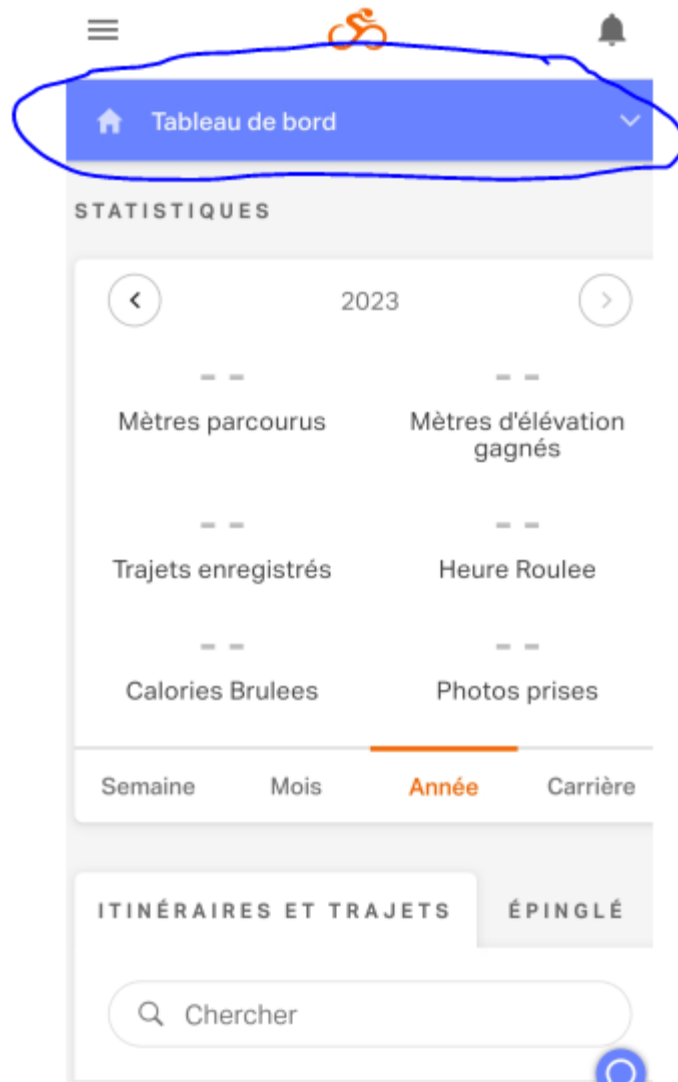 Tableau de bord
STATISTIQUES
2023
-- --
Mètres parcourus Mètres d'élévation
gagnés
-- --
Trajets enregistrés Heure Roulee
-- --
Calories Brulees Photos prises
Semaine Mois Année Carrière
ITINÉRAIRES ET TRAJETS ÉPINGLÉ
Chercher